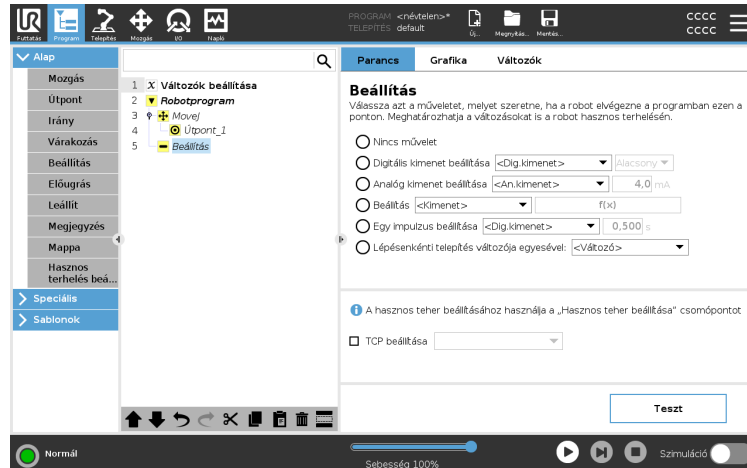 UR
Futtatás Program Telepítés Mozgás I/O Napló
PROGRAM <névtelen>*
TELEPÍTÉS default
Új... Megnyitás... Mentés...
cccc
cccc
Alap
Mozgás
Útpont
Irány
Várakozás
Beállítás
Előugrás
Leállít
Megjegyzés
Mappa
Hasznos
terhelés beá...
Speciális
Sablonok
1 X Változók beállítása
2 Robotprogram
3 MoveJ
4 Útpont_1
5 Beállítás
Parancs Grafika Változók
Beállítás
Válassza azt a műveletet, melyet szeretne, ha a robot elvégezne a programban ezen a
ponton. Meghatározhatja a változásokat is a robot hasznos terhelésén.
Nincs művelet
Digitális kimenet beállítása <Dig.kimenet> Alacsony
Analóg kimenet beállítása <An.kimenet> 4,0 mA
Beállítás <Kimenet> f(x)
Egy impulzus beállítása <Dig.kimenet> 0,500 s
Lépésenkénti telepítés változója egyesével: <Változó>
A hasznos teher beállításához használja a „Hasznos teher beállítása" csomópontot
TCP beállítása
Teszt
Normál
Sebesség 100%
Szimuláció